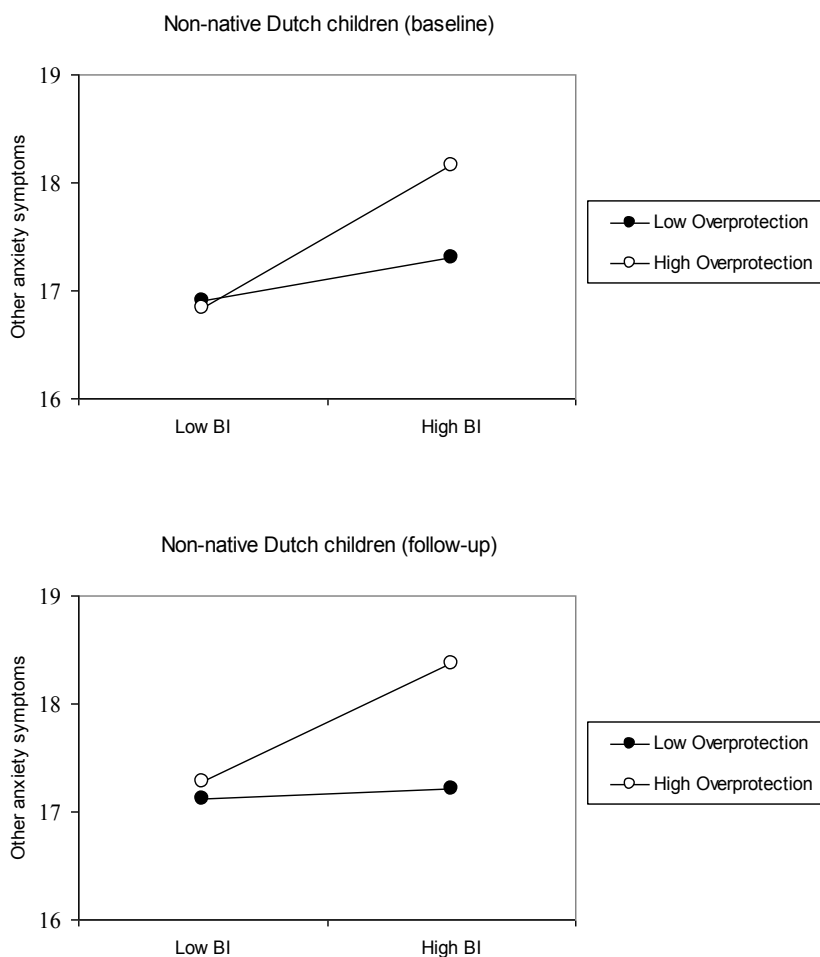 Non-native Dutch children (baseline)
19
18
17
16
Other anxiety symptoms
Low BI
High BI
Low Overprotection
High Overprotection
Non-native Dutch children (follow-up)
19
18
17
16
Other anxiety symptoms
Low BI
High BI
Low Overprotection
High Overprotection